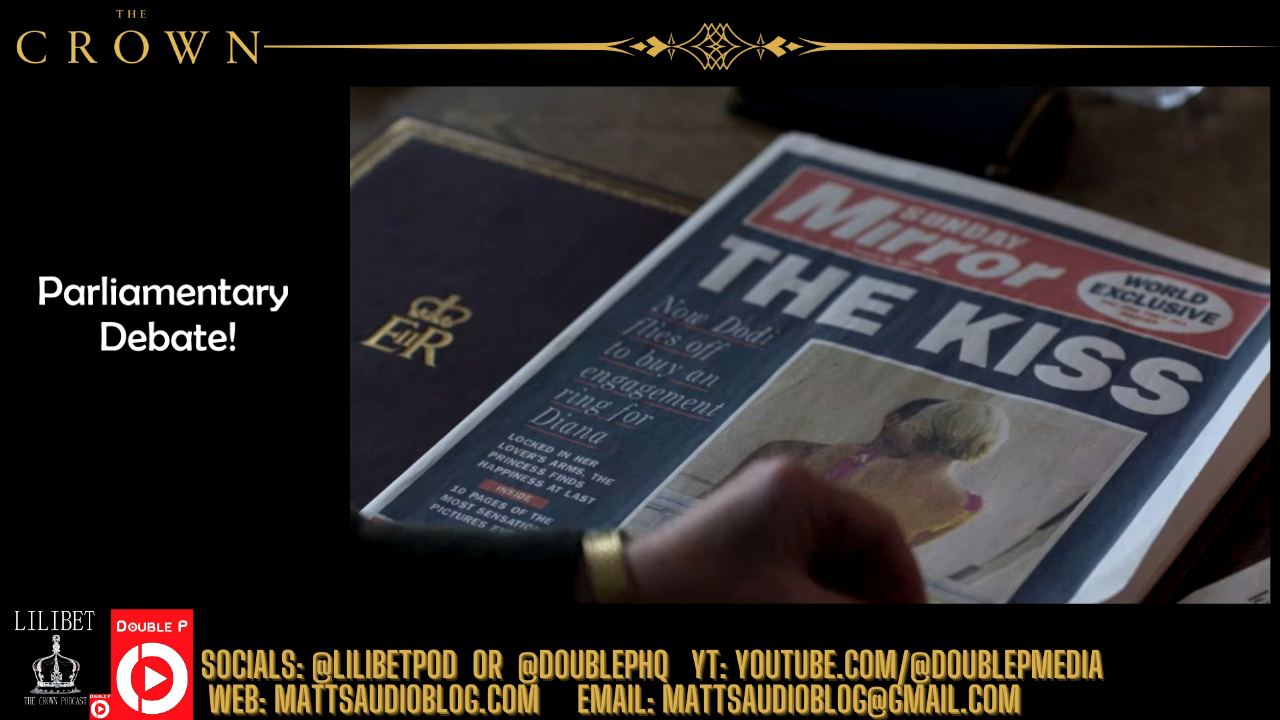 THE
CROWN
Parliamentary
Debate!
EIIR
SUNDAY
Mirror
WORLD
EXCLUSIVE
THE KISS
Now Dodi
flies off
to buy an
engagement
ring for
Diana
LOCKED IN HER
LOVER'S ARMS, THE
PRINCESS FINDS
HAPPINESS AT LAST
INSIDE
10 PAGES OF THE
MOST
PICTURES
LILIBET
THE CROWN PODCAST
DOUBLE P
DOUBLE P
SOCIALS: @LILIBETPOD OR @DOUBLEPHQ YT: YOUTUBE.COM/@DOUBLEPMEDIA
WEB: MATTSAUDIOBLOG.COM EMAIL: MATTSAUDIOBLOG@GMAIL.COM